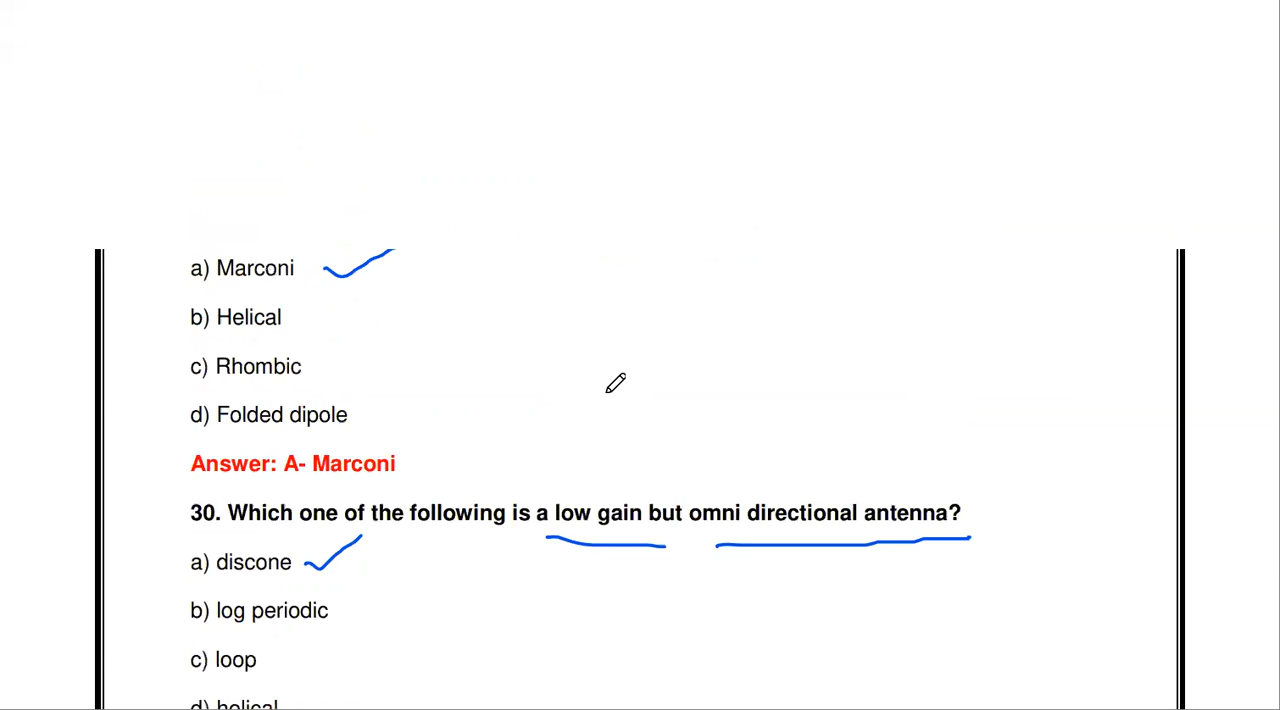 a) Marconi
b) Helical
c) Rhombic
d) Folded dipole
Answer: A- Marconi
30. Which one of the following is a low gain but omni directional antenna?
a) discone
b) log periodic
c) loop
d) helical